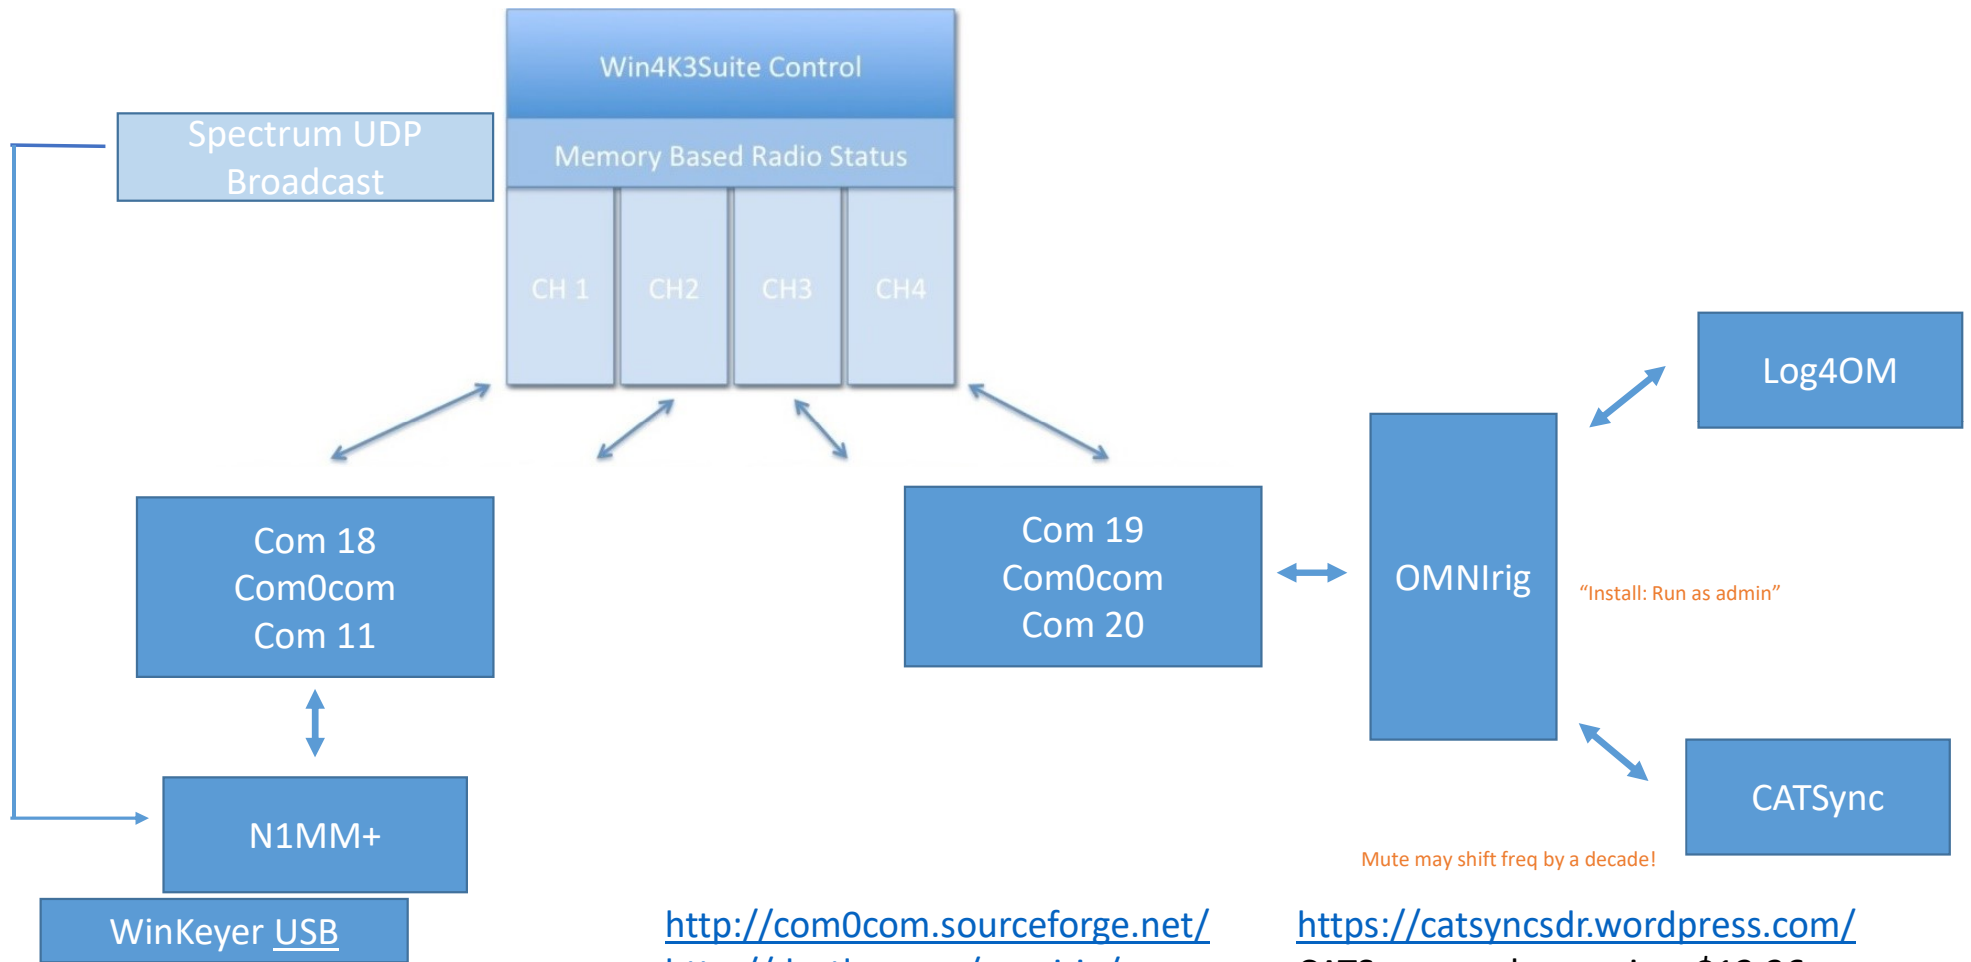 Win4K3Suite Control
Spectrum UDP
Broadcast
Memory Based Radio Status
CH 1
CH2
CH3
CH4
Log4OM
Com 18
Com0com
Com 11
Com 19
Com0com
Com 20
OMNIrig
“Install: Run as admin”
N1MM+
CATSync
Mute may shift freq by a decade!
WinKeyer USB
http://com0com.sourceforge.net/
https://catsyncsdr.wordpress.com/